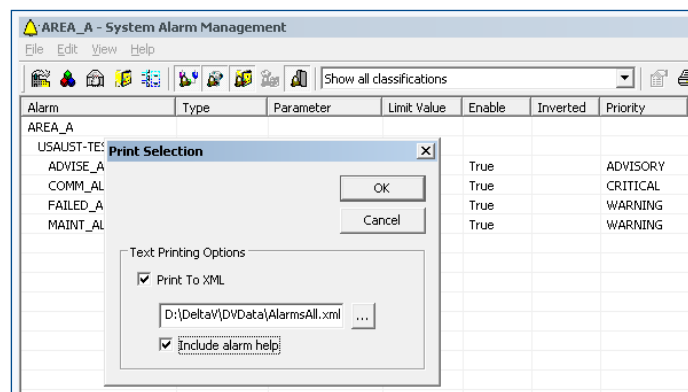 AREA_A - System Alarm Management
File Edit View Help
Show all classifications
Alarm Type Parameter Limit Value Enable Inverted Priority
AREA_A
USAUST-TES
Print Selection
ADVISE_A True ADVISORY
OK
COMM_AL True CRITICAL
FAILED_A True WARNING
Cancel
MAINT_AL True WARNING
Text Printing Options
Print To XML
D:\DeltaV\DVData\AlarmsAll.xml ...
Include alarm help